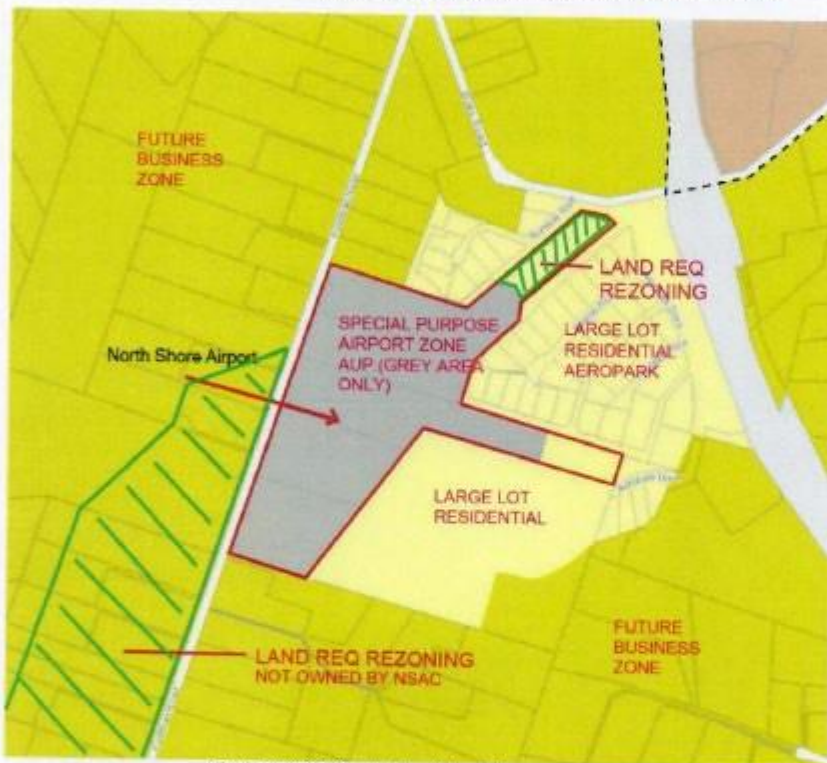 FUTURE
BUSINESS
ZONE
LAND REQ
REZONING
SPECIAL PURPOSE
AIRPORT ZONE
AUP (GREY AREA
ONLY)
LARGE LOT
RESIDENTIAL
AEROPARK
North Shore Airport
LARGE LOT
RESIDENTIAL
LAND REQ REZONING
NOT OWNED BY NSAC
FUTURE
BUSINESS
ZONE